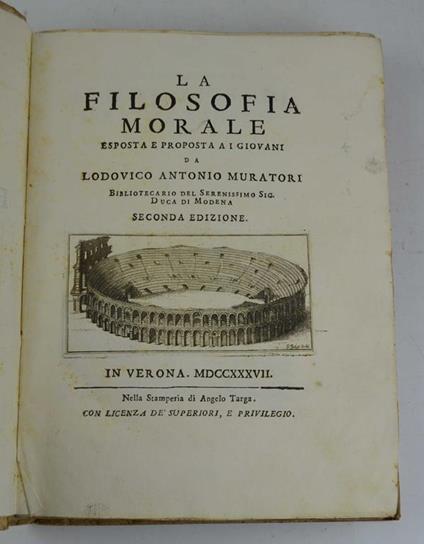 LA
FILOSOFIA
MORALE
ESPOSTA E PROPOSTA A I GIOVANI
DA
LODOVICO ANTONIO MURATORI
BIBLIOTECARIO DEL SERENISSIMO SIG.
DUCA DI MODENA
SECONDA EDIZIONE.
IN VERONA. MDCCXXXVII.
Nella Stamperia di Angelo Targa.
CON LICENZA DE' SUPERIORI, E PRIVILEGIO.